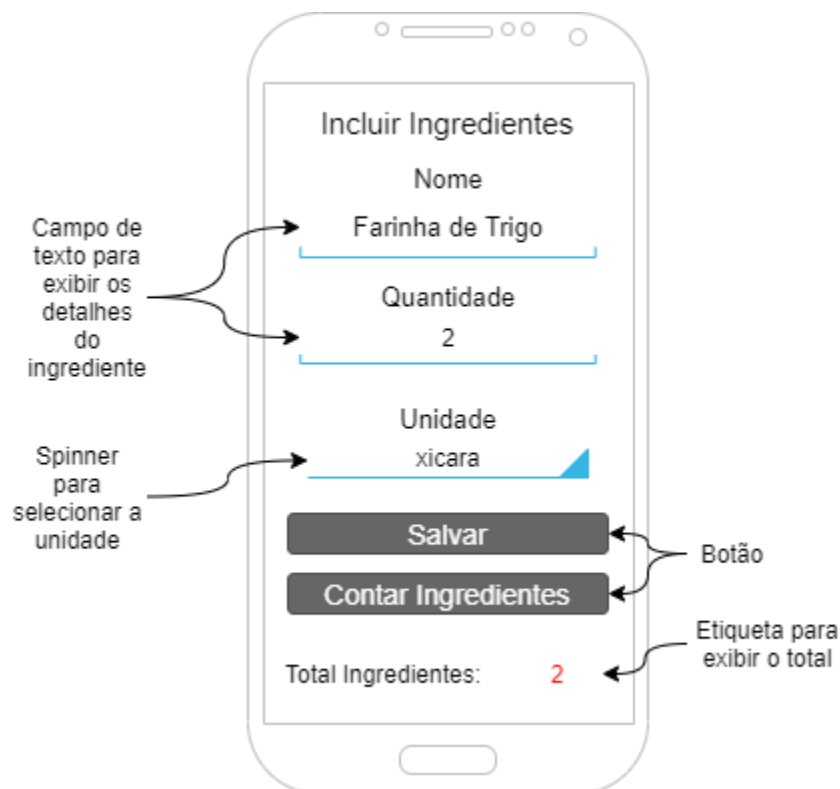 Incluir Ingredientes
Nome
Campo de
texto para
exibir os
detalhes
do
ingrediente
Farinha de Trigo
Quantidade
2
Unidade
Spinner
para
selecionar a
unidade
xicara
Salvar
Botão
Contar Ingredientes
Etiqueta para
exibir o total
Total Ingredientes: 2